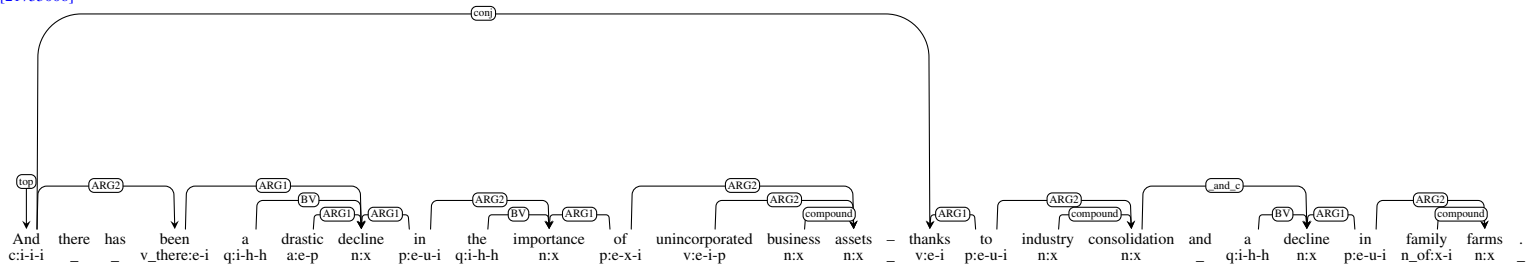 conj
top ARG2 ARG1 ARG2 ARG2 ARG2 _and_c ARG2
BV ARG2
ARG1 ARG1 BV ARG1 compound ARG1 compound BV ARG1 compound
And there has been a drastic decline in the importance of unincorporated business assets – thanks to industry consolidation and a decline in family farms .
c:i-i-i _ _ v_there:e-i q:i-h-h a:e-p n:x p:e-u-i q:i-h-h n:x p:e-x-i v:e-i-p n:x n:x _ v:e-i p:e-u-i n:x n:x _ q:i-h-h n:x p:e-u-i n_of:x-i n:x _